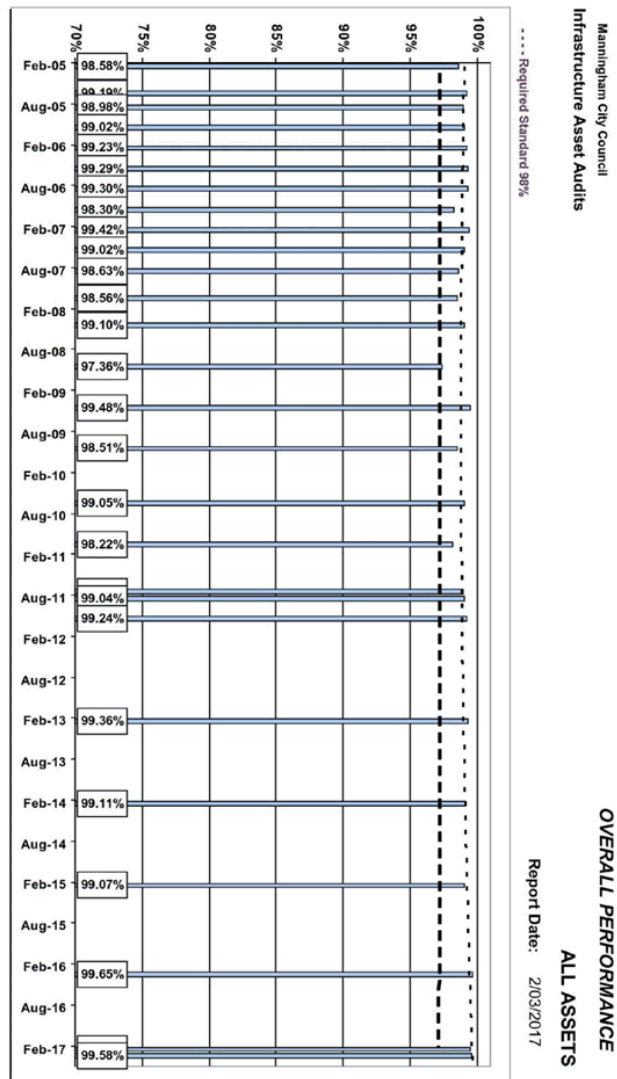 Manningham City Council
Infrastructure Asset Audits
OVERALL PERFORMANCE
ALL ASSETS
Report Date: 2/03/2017
---- Required Standard 98%
100%
95%
90%
85%
80%
75%
70%
Feb-05
Aug-05
Feb-06
Aug-06
Feb-07
Aug-07
Feb-08
Aug-08
Feb-09
Aug-09
Feb-10
Aug-10
Feb-11
Aug-11
Feb-12
Aug-12
Feb-13
Aug-13
Feb-14
Aug-14
Feb-15
Aug-15
Feb-16
Aug-16
Feb-17
98.58%
99.19%
98.98%
99.02%
99.23%
99.29%
99.30%
98.30%
99.42%
99.02%
98.63%
98.56%
99.10%
97.36%
99.48%
98.51%
99.05%
98.22%
99.04%
99.24%
99.36%
99.11%
99.07%
99.65%
99.58%